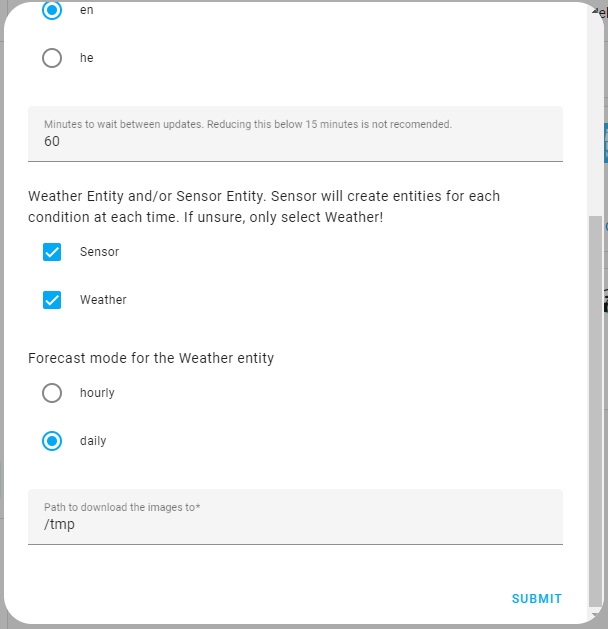 en
he
Minutes to wait between updates. Reducing this below 15 minutes is not recomended.
60
Weather Entity and/or Sensor Entity. Sensor will create entities for each
condition at each time. If unsure, only select Weather!
Sensor
Weather
Forecast mode for the Weather entity
hourly
daily
Path to download the images to*
/tmp
SUBMIT